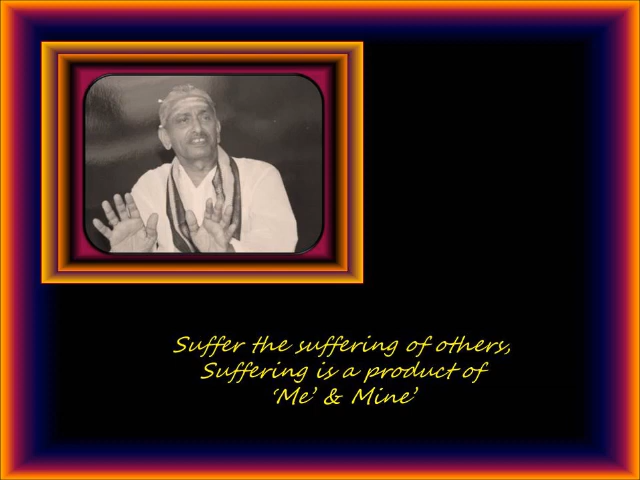 Suffer the suffering of others,
Suffering is a product of
‘Me’ & Mine’